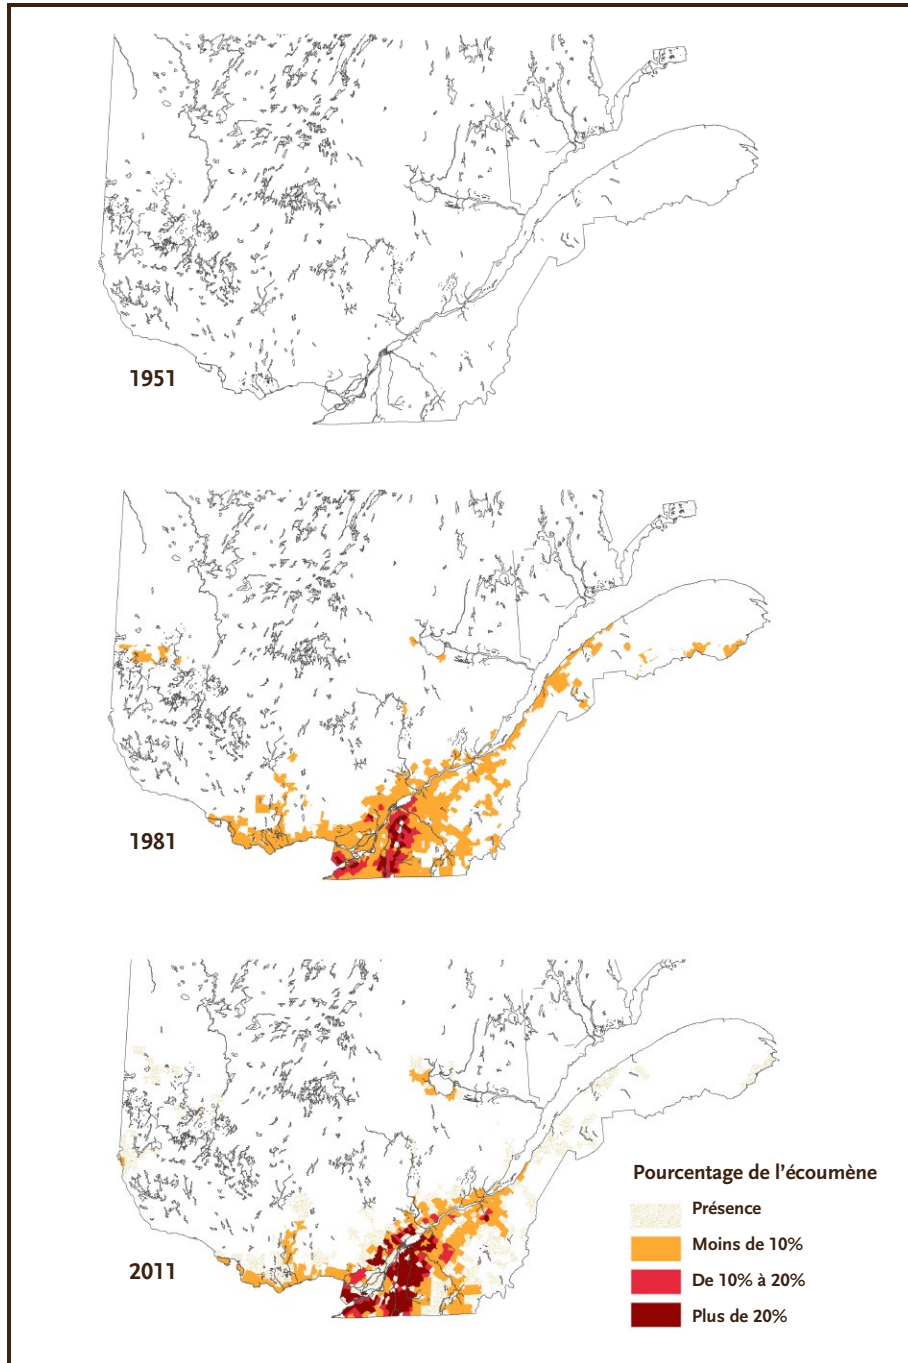 1951
1981
2011
Pourcentage de l’écoumène
Présence
Moins de 10%
De 10% à 20%
Plus de 20%